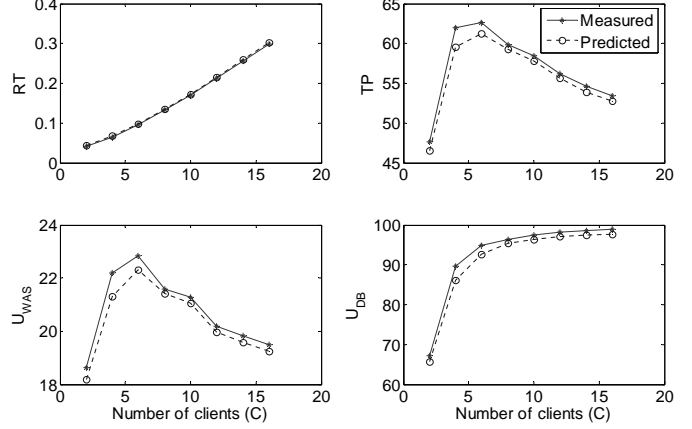 0.4
0.3
0.2
0.1
0
RT
0 5 10 15 20
65
60
55
50
45
TP
Measured
Predicted
0 5 10 15 20
24
22
20
18
U_WAS
0 5 10 15 20
Number of clients (C)
100
90
80
70
60
U_DB
0 5 10 15 20
Number of clients (C)